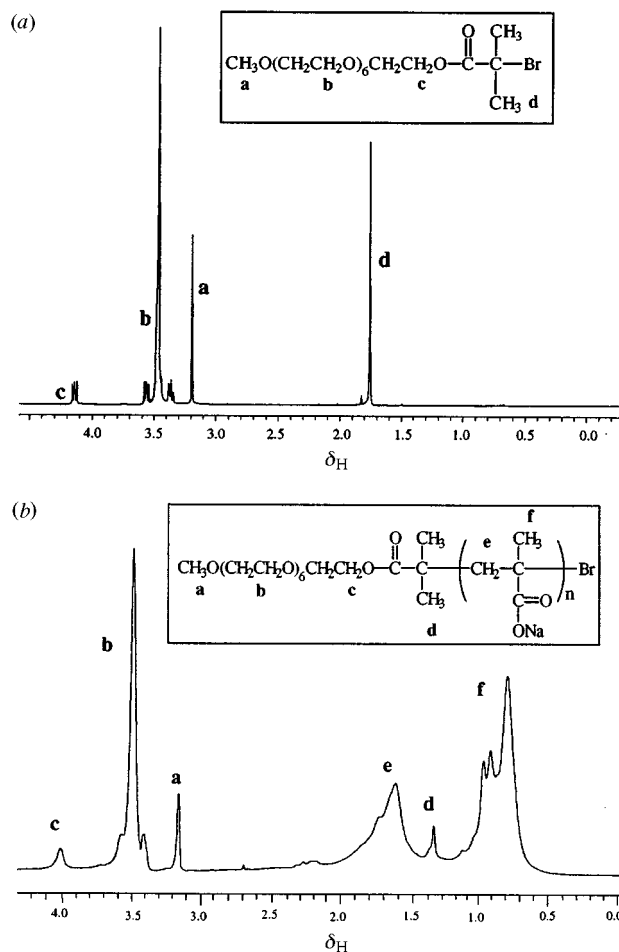 (a)
O CH₃
CH₃O(CH₂CH₂O)₆CH₂CH₂O C C Br
a b c CH₃ d
b
a
d
c
4.0 3.5 3.0 2.5 2.0 1.5 1.0 0.5 0.0
δH
(b)
f
O CH₃ e CH₃
CH₃O(CH₂CH₂O)₆CH₂CH₂O C C CH₂ C Br
a b c CH₃ C O n
d ONa
b
f
e
a
d
c
4.0 3.5 3.0 2.5 2.0 1.5 1.0 0.5 0.0
δH